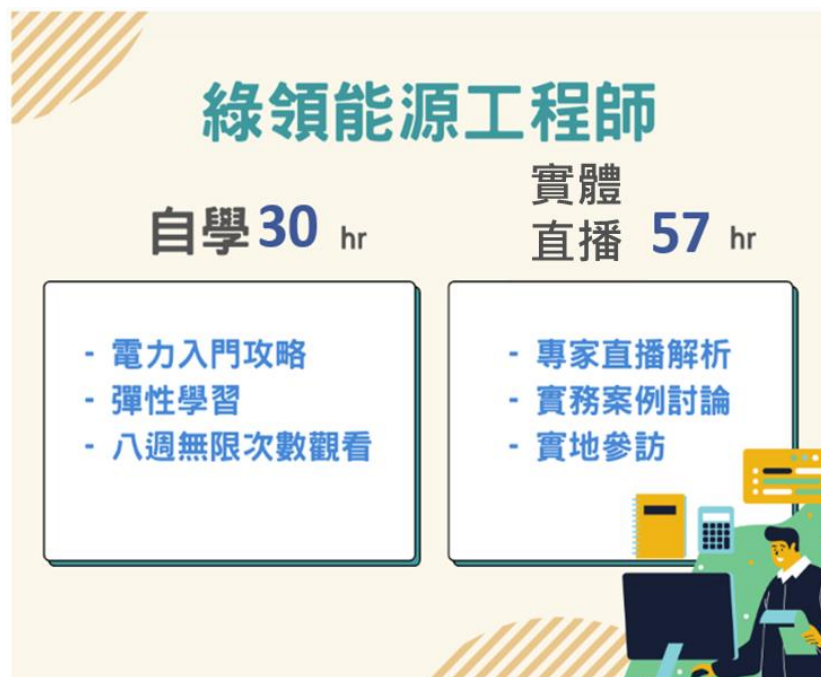 綠領能源工程師
自學 30 hr
實體
直播 57 hr
- 電力入門攻略
- 彈性學習
- 八週無限次數觀看
- 專家直播解析
- 實務案例討論
- 實地參訪